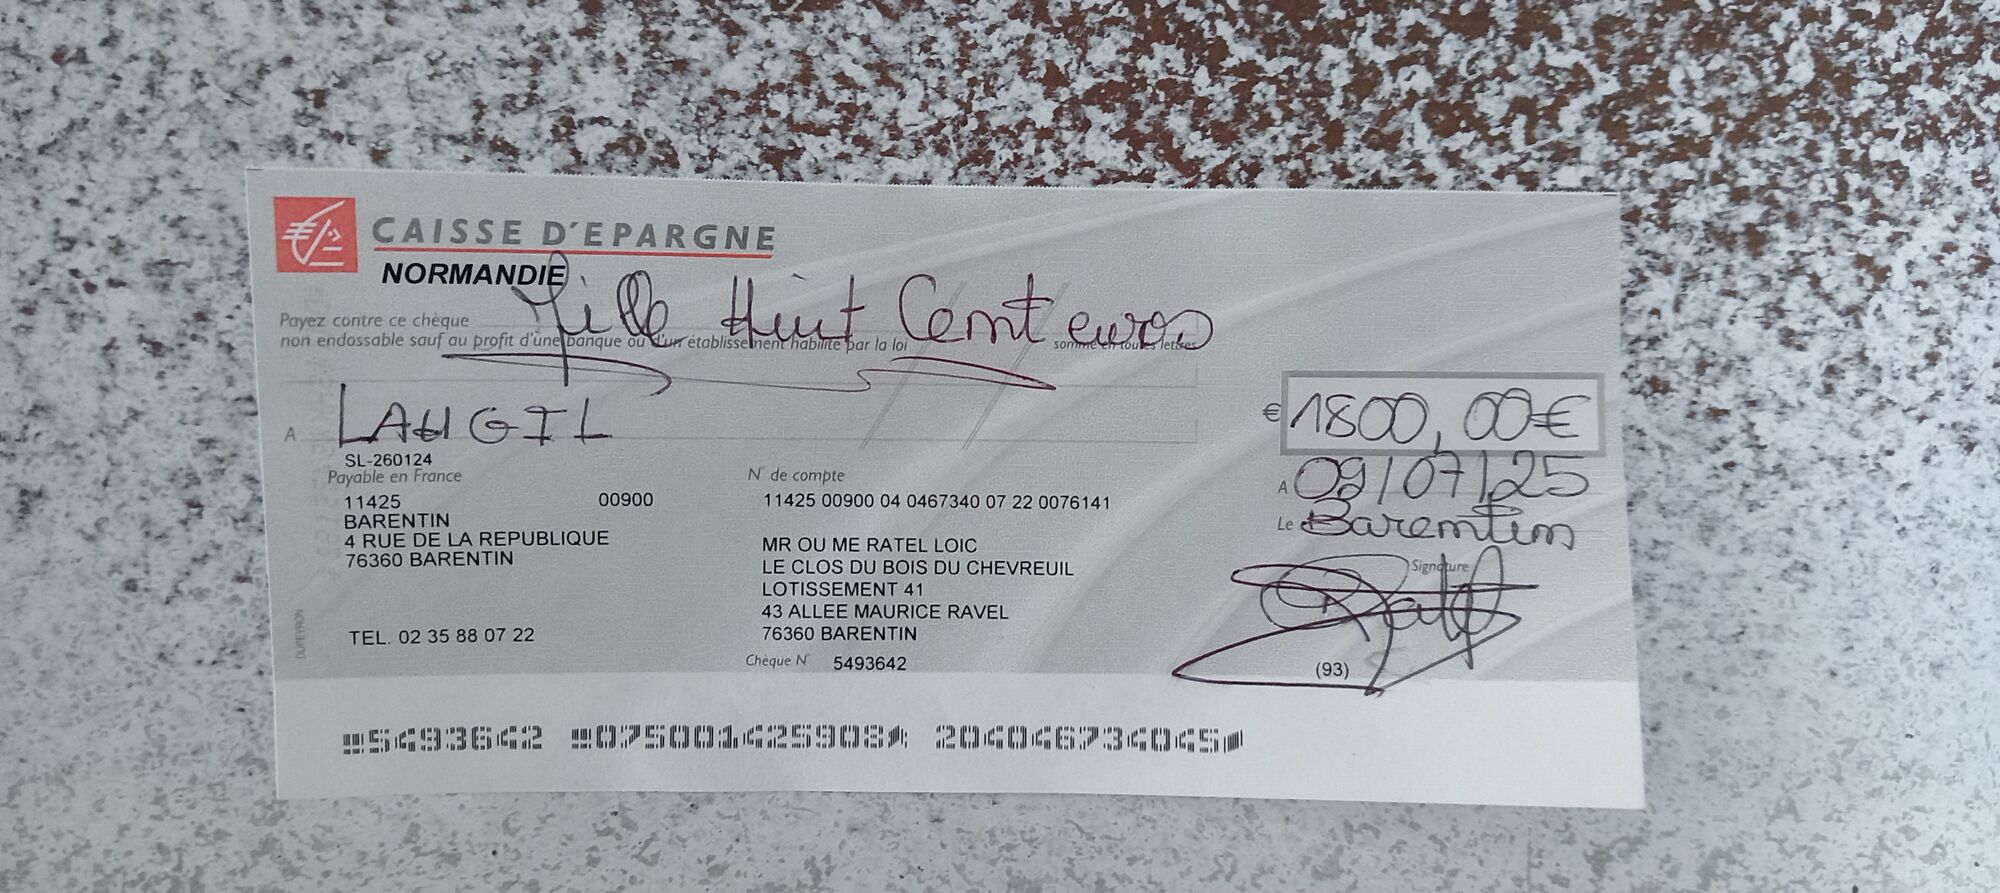 CAISSE D'EPARGNE
NORMANDIE
Mille Huit Cent euros
Payez contre ce chèque
non endossable sauf au profit d'une banque ou d'un établissement habilité par la loi
somme en toutes lettres
€ 1800,00€
A LAUGIL
SL-260124
Payable en France
11425 00900
BARENTIN
4 RUE DE LA REPUBLIQUE
76360 BARENTIN
TEL. 02 35 88 07 22
N° de compte
11425 00900 04 0467340 07 22 0076141
MR OU ME RATEL LOIC
LE CLOS DU BOIS DU CHEVREUIL
LOTISSEMENT 41
43 ALLEE MAURICE RAVEL
76360 BARENTIN
Chèque N° 5493642
A 09/07/25
Le Barentin
Signature
Ratel
(93)
5493642 075001425908 204046734045